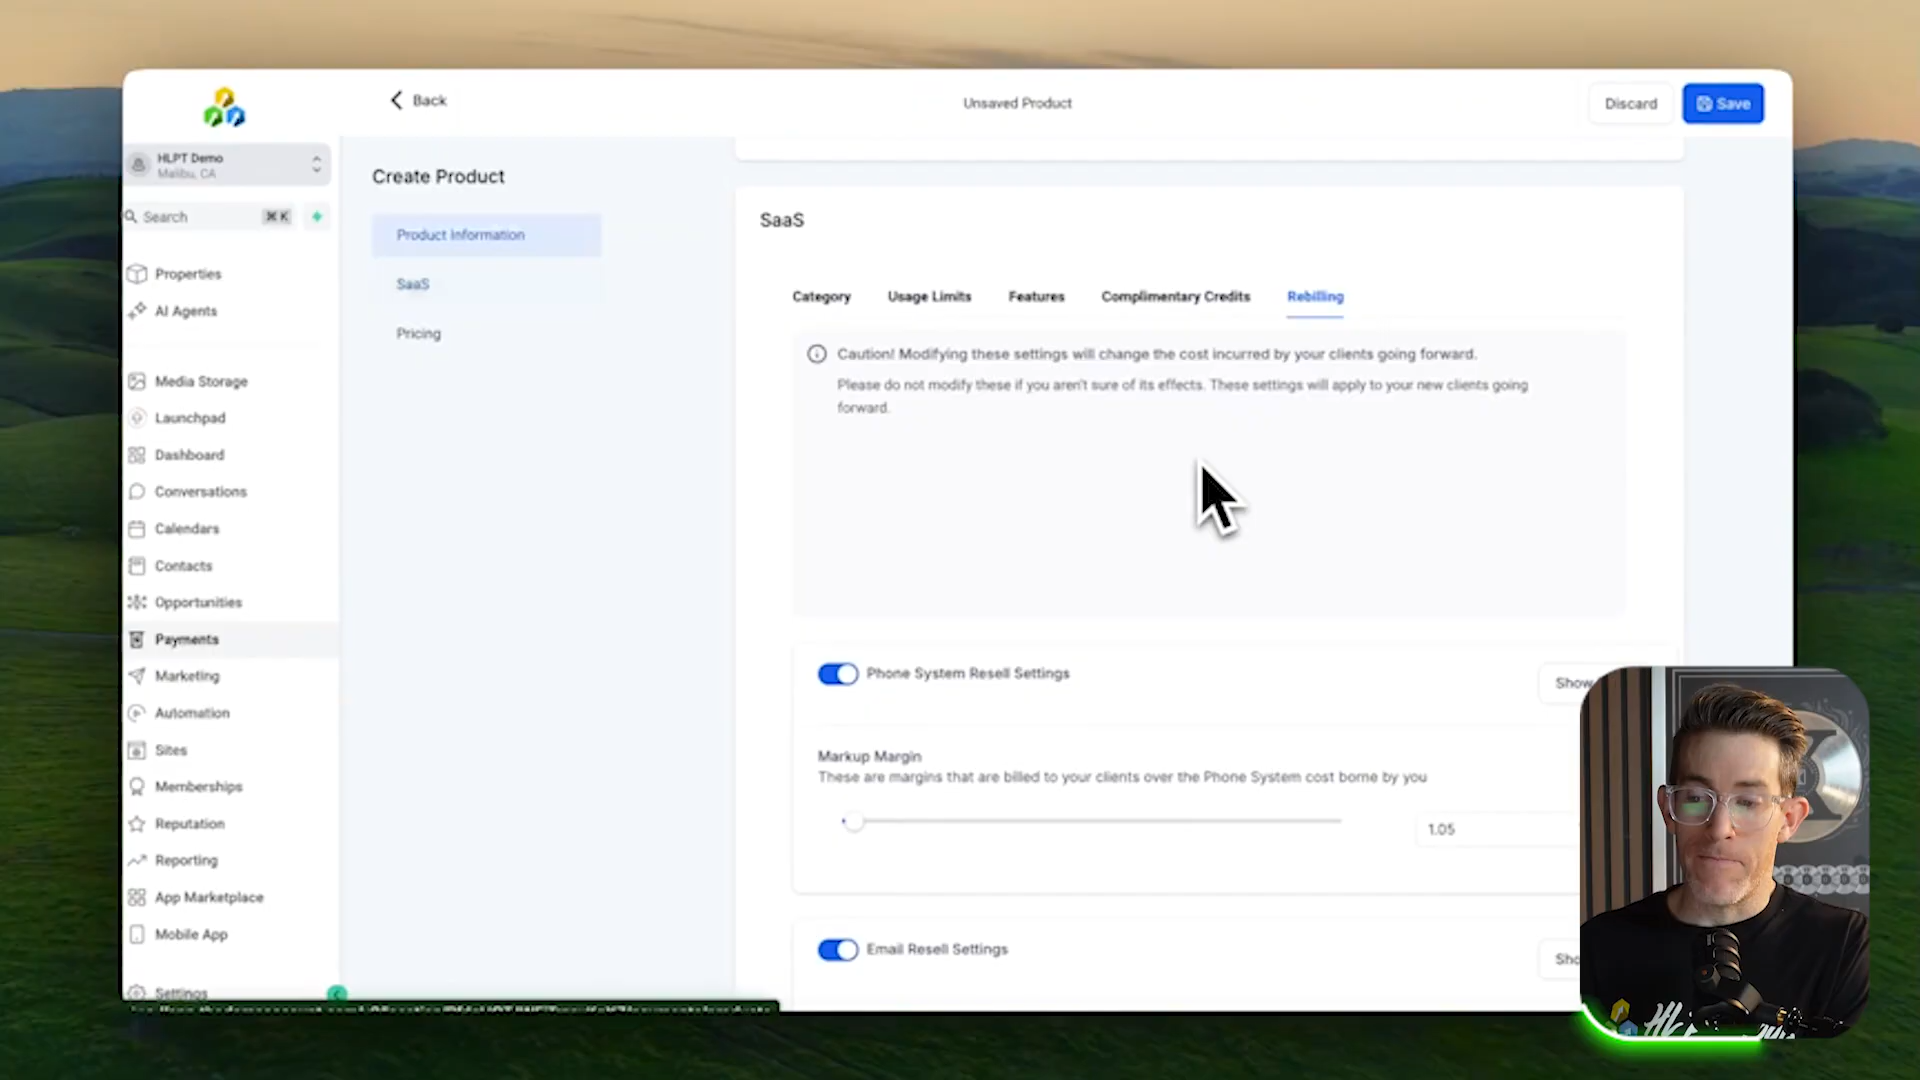 Back
Unsaved Product
Discard
Save
HLPT Demo
Malibu, CA
Search
⌘ K
Properties
AI Agents
Media Storage
Launchpad
Dashboard
Conversations
Calendars
Contacts
Opportunities
Payments
Marketing
Automation
Sites
Memberships
Reputation
Reporting
App Marketplace
Mobile App
Settings
Create Product
Product Information
SaaS
Pricing
SaaS
Category
Usage Limits
Features
Complimentary Credits
Rebilling
Caution! Modifying these settings will change the cost incurred by your clients going forward.
Please do not modify these if you aren't sure of its effects. These settings will apply to your new clients going
forward.
Phone System Resell Settings
Show
Markup Margin
These are margins that are billed to your clients over the Phone System cost borne by you
1.05
Email Resell Settings
Sho